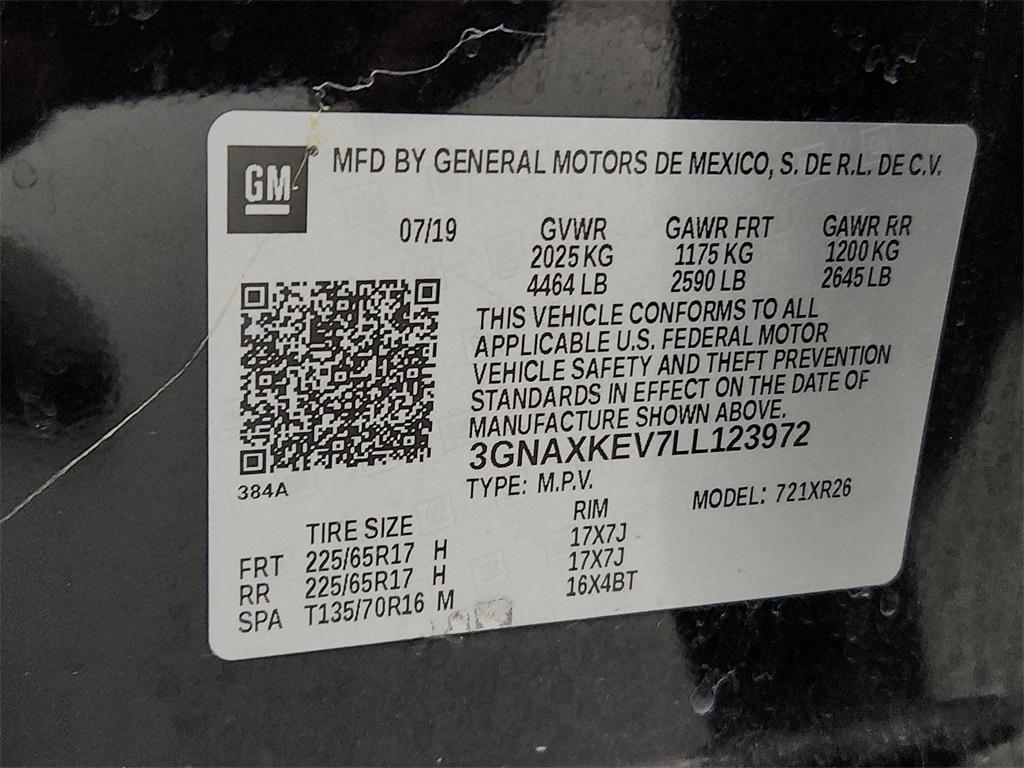 GM ® MFD BY GENERAL MOTORS DE MEXICO, S. DE R.L. DE C.V.
07/19 GVWR GAWR FRT GAWR RR
2025 KG 1175 KG 1200 KG
4464 LB 2590 LB 2645 LB
THIS VEHICLE CONFORMS TO ALL
APPLICABLE U.S. FEDERAL MOTOR
VEHICLE SAFETY AND THEFT PREVENTION
STANDARDS IN EFFECT ON THE DATE OF
MANUFACTURE SHOWN ABOVE.
3GNAXKEV7LL123972
384A
TYPE: M.P.V. MODEL: 721XR26
TIRE SIZE RIM
FRT 225/65R17 H 17X7J
RR 225/65R17 H 17X7J
SPA T135/70R16 M 16X4BT